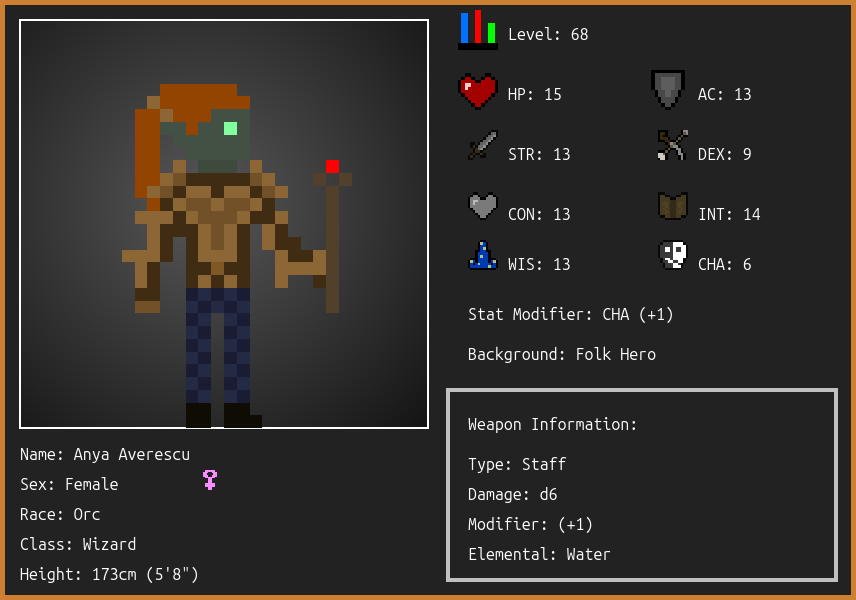 Level: 68
HP: 15
AC: 13
STR: 13
DEX: 9
CON: 13
INT: 14
WIS: 13
CHA: 6
Stat Modifier: CHA (+1)
Background: Folk Hero
Weapon Information:
Type: Staff
Damage: d6
Modifier: (+1)
Elemental: Water
Name: Anya Averescu
Sex: Female
Race: Orc
Class: Wizard
Height: 173cm (5'8")